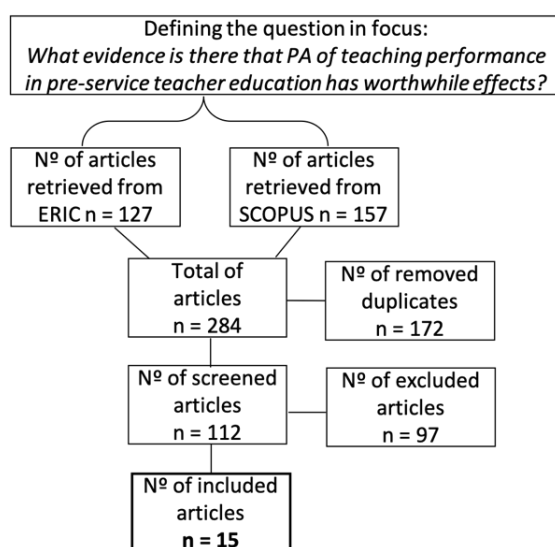 Defining the question in focus:
What evidence is there that PA of teaching performance
in pre-service teacher education has worthwhile effects?
Nº of articles
retrieved from
ERIC n = 127
Nº of articles
retrieved from
SCOPUS n = 157
Total of
articles
n = 284
Nº of removed
duplicates
n = 172
Nº of screened
articles
n = 112
Nº of excluded
articles
n = 97
Nº of included
articles
n = 15